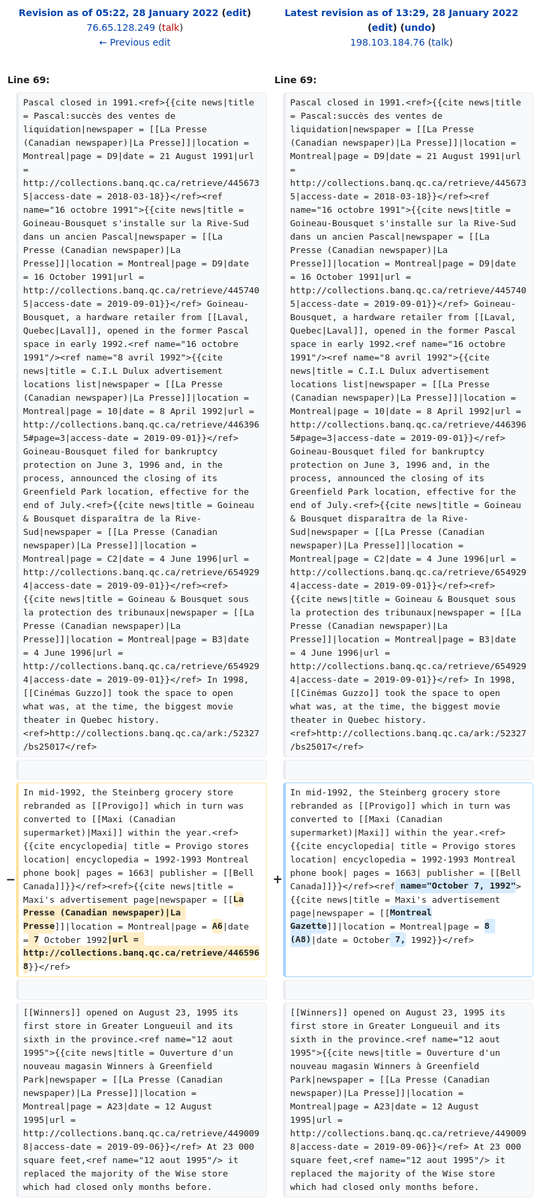 Revision as of 05:22, 28 January 2022 (edit)
76.65.128.249 (talk)
← Previous edit
Latest revision as of 13:29, 28 January 2022
(edit) (undo)
198.103.184.76 (talk)
Line 69:
Pascal closed in 1991.<ref>{{cite news|title
= Pascal:succès des ventes de
liquidation|newspaper = [[La Presse
(Canadian newspaper)|La Presse]]|location =
Montreal|page = D9|date = 21 August 1991|url
=
http://collections.banq.qc.ca/retrieve/445673
5|access-date = 2018-03-18}}</ref><ref
name="16 octobre 1991">{{cite news|title =
Goineau-Bousquet s'installe sur la Rive-Sud
dans un ancien Pascal|newspaper = [[La
Presse (Canadian newspaper)|La
Presse]]|location = Montreal|page = D9|date
= 16 October 1991|url =
http://collections.banq.qc.ca/retrieve/445740
5|access-date = 2019-09-01}}</ref> Goineau-
Bousquet, a hardware retailer from [[Laval,
Quebec|Laval]], opened in the former Pascal
space in early 1992.<ref name="16 octobre
1991"/><ref name="8 avril 1992">{{cite
news|title = C.I.L Dulux advertisement
locations list|newspaper = [[La Presse
(Canadian newspaper)|La Presse]]|location =
Montreal|page = 10|date = 8 April 1992|url =
http://collections.banq.qc.ca/retrieve/446396
5#page=3|access-date = 2019-09-01}}</ref>
Goineau-Bousquet filed for bankruptcy
protection on June 3, 1996 and, in the
process, announced the closing of its
Greenfield Park location, effective for the
end of July.<ref>{{cite news|title = Goineau
& Bousquet disparaîtra de la Rive-
Sud|newspaper = [[La Presse (Canadian
newspaper)|La Presse]]|location =
Montreal|page = C2|date = 4 June 1996|url =
http://collections.banq.qc.ca/retrieve/654929
4|access-date = 2019-09-01}}</ref><ref>
{{cite news|title = Goineau & Bousquet sous
la protection des tribunaux|newspaper = [[La
Presse (Canadian newspaper)|La
Presse]]|location = Montreal|page = B3|date
= 4 June 1996|url =
http://collections.banq.qc.ca/retrieve/654929
4|access-date = 2019-09-01}}</ref> In 1998,
[[Cinémas Guzzo]] took the space to open
what was, at the time, the biggest movie
theater in Quebec history.
<ref>http://collections.banq.qc.ca/ark:/52327
/bs25017</ref>
−
In mid-1992, the Steinberg grocery store
rebranded as [[Provigo]] which in turn was
converted to [[Maxi (Canadian
supermarket)|Maxi]] within the year.<ref>
{{cite encyclopedia| title = Provigo stores
location| encyclopedia = 1992-1993 Montreal
phone book| pages = 1663| publisher = [[Bell
Canada]]}}</ref><ref>{{cite news|title =
Maxi's advertisement page|newspaper = [[La
Presse (Canadian newspaper)|La
Presse]]|location = Montreal|page = A6|date
= 7 October 1992|url =
http://collections.banq.qc.ca/retrieve/446596
8}}</ref>
[[Winners]] opened on August 23, 1995 its
first store in Greater Longueuil and its
sixth in the province.<ref name="12 aout
1995">{{cite news|title = Ouverture d'un
nouveau magasin Winners à Greenfield
Park|newspaper = [[La Presse (Canadian
newspaper)|La Presse]]|location =
Montreal|page = A23|date = 12 August
1995|url =
http://collections.banq.qc.ca/retrieve/449009
8|access-date = 2019-09-06}}</ref> At 23 000
square feet,<ref name="12 aout 1995"/> it
replaced the majority of the Wise store
which had closed only months before.
Line 69:
Pascal closed in 1991.<ref>{{cite news|title
= Pascal:succès des ventes de
liquidation|newspaper = [[La Presse
(Canadian newspaper)|La Presse]]|location =
Montreal|page = D9|date = 21 August 1991|url
=
http://collections.banq.qc.ca/retrieve/445673
5|access-date = 2018-03-18}}</ref><ref
name="16 octobre 1991">{{cite news|title =
Goineau-Bousquet s'installe sur la Rive-Sud
dans un ancien Pascal|newspaper = [[La
Presse (Canadian newspaper)|La
Presse]]|location = Montreal|page = D9|date
= 16 October 1991|url =
http://collections.banq.qc.ca/retrieve/445740
5|access-date = 2019-09-01}}</ref> Goineau-
Bousquet, a hardware retailer from [[Laval,
Quebec|Laval]], opened in the former Pascal
space in early 1992.<ref name="16 octobre
1991"/><ref name="8 avril 1992">{{cite
news|title = C.I.L Dulux advertisement
locations list|newspaper = [[La Presse
(Canadian newspaper)|La Presse]]|location =
Montreal|page = 10|date = 8 April 1992|url =
http://collections.banq.qc.ca/retrieve/446396
5#page=3|access-date = 2019-09-01}}</ref>
Goineau-Bousquet filed for bankruptcy
protection on June 3, 1996 and, in the
process, announced the closing of its
Greenfield Park location, effective for the
end of July.<ref>{{cite news|title = Goineau
& Bousquet disparaîtra de la Rive-
Sud|newspaper = [[La Presse (Canadian
newspaper)|La Presse]]|location =
Montreal|page = C2|date = 4 June 1996|url =
http://collections.banq.qc.ca/retrieve/654929
4|access-date = 2019-09-01}}</ref><ref>
{{cite news|title = Goineau & Bousquet sous
la protection des tribunaux|newspaper = [[La
Presse (Canadian newspaper)|La
Presse]]|location = Montreal|page = B3|date
= 4 June 1996|url =
http://collections.banq.qc.ca/retrieve/654929
4|access-date = 2019-09-01}}</ref> In 1998,
[[Cinémas Guzzo]] took the space to open
what was, at the time, the biggest movie
theater in Quebec history.
<ref>http://collections.banq.qc.ca/ark:/52327
/bs25017</ref>
+
In mid-1992, the Steinberg grocery store
rebranded as [[Provigo]] which in turn was
converted to [[Maxi (Canadian
supermarket)|Maxi]] within the year.<ref>
{{cite encyclopedia| title = Provigo stores
location| encyclopedia = 1992-1993 Montreal
phone book| pages = 1663| publisher = [[Bell
Canada]]}}</ref><ref name="October 7, 1992">
{{cite news|title = Maxi's advertisement
page|newspaper = [[Montreal
Gazette]]|location = Montreal|page = 8
(A8)|date = October 7, 1992}}</ref>
[[Winners]] opened on August 23, 1995 its
first store in Greater Longueuil and its
sixth in the province.<ref name="12 aout
1995">{{cite news|title = Ouverture d'un
nouveau magasin Winners à Greenfield
Park|newspaper = [[La Presse (Canadian
newspaper)|La Presse]]|location =
Montreal|page = A23|date = 12 August
1995|url =
http://collections.banq.qc.ca/retrieve/449009
8|access-date = 2019-09-06}}</ref> At 23 000
square feet,<ref name="12 aout 1995"/> it
replaced the majority of the Wise store
which had closed only months before.